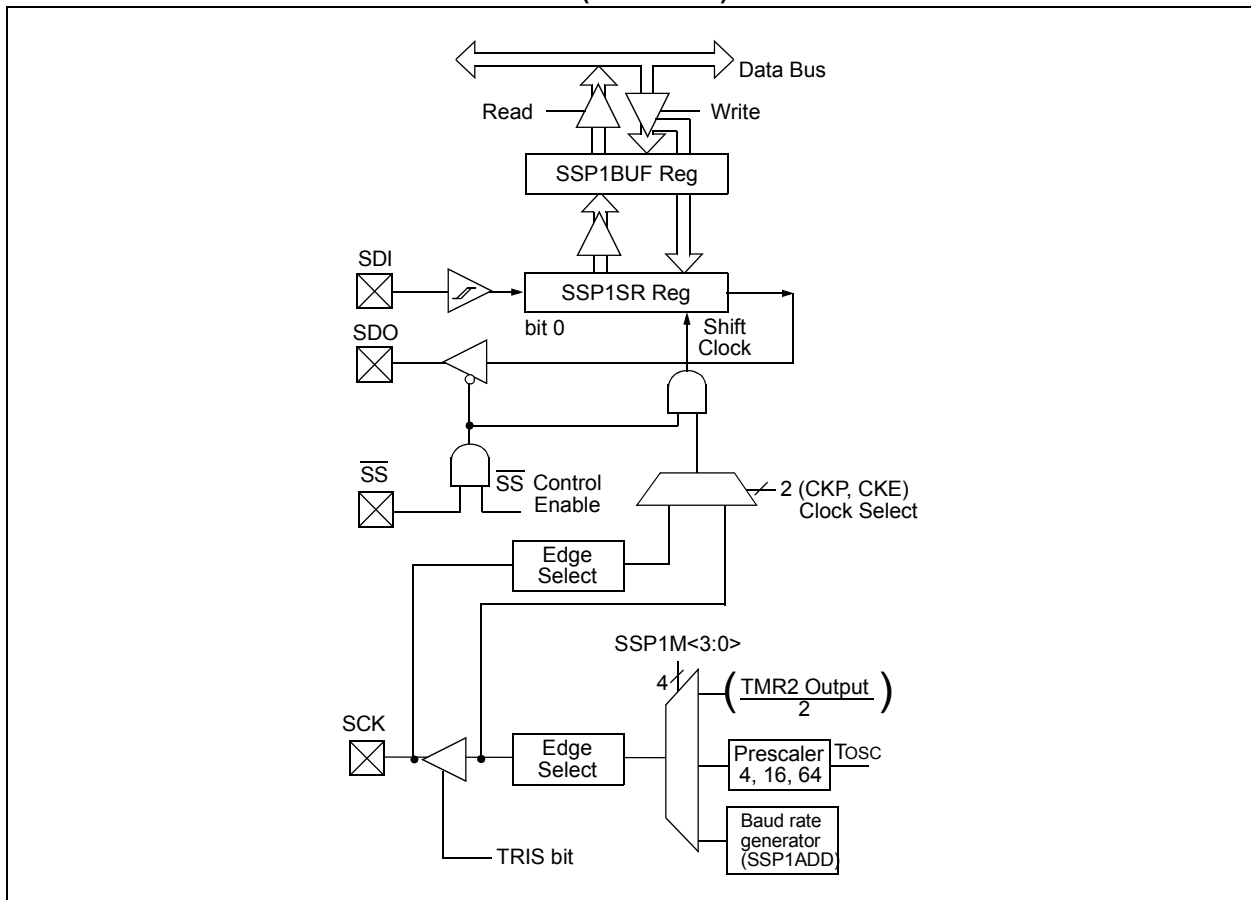 Data Bus
Read
Write
SSP1BUF Reg
SDI
SSP1SR Reg
bit 0
Shift
Clock
SDO
SS
SS Control
Enable
2 (CKP, CKE)
Clock Select
Edge
Select
SSP1M<3:0>
4
(TMR2 Output)
2
SCK
Edge
Select
Prescaler
4, 16, 64
TOSC
Baud rate
generator
(SSP1ADD)
TRIS bit